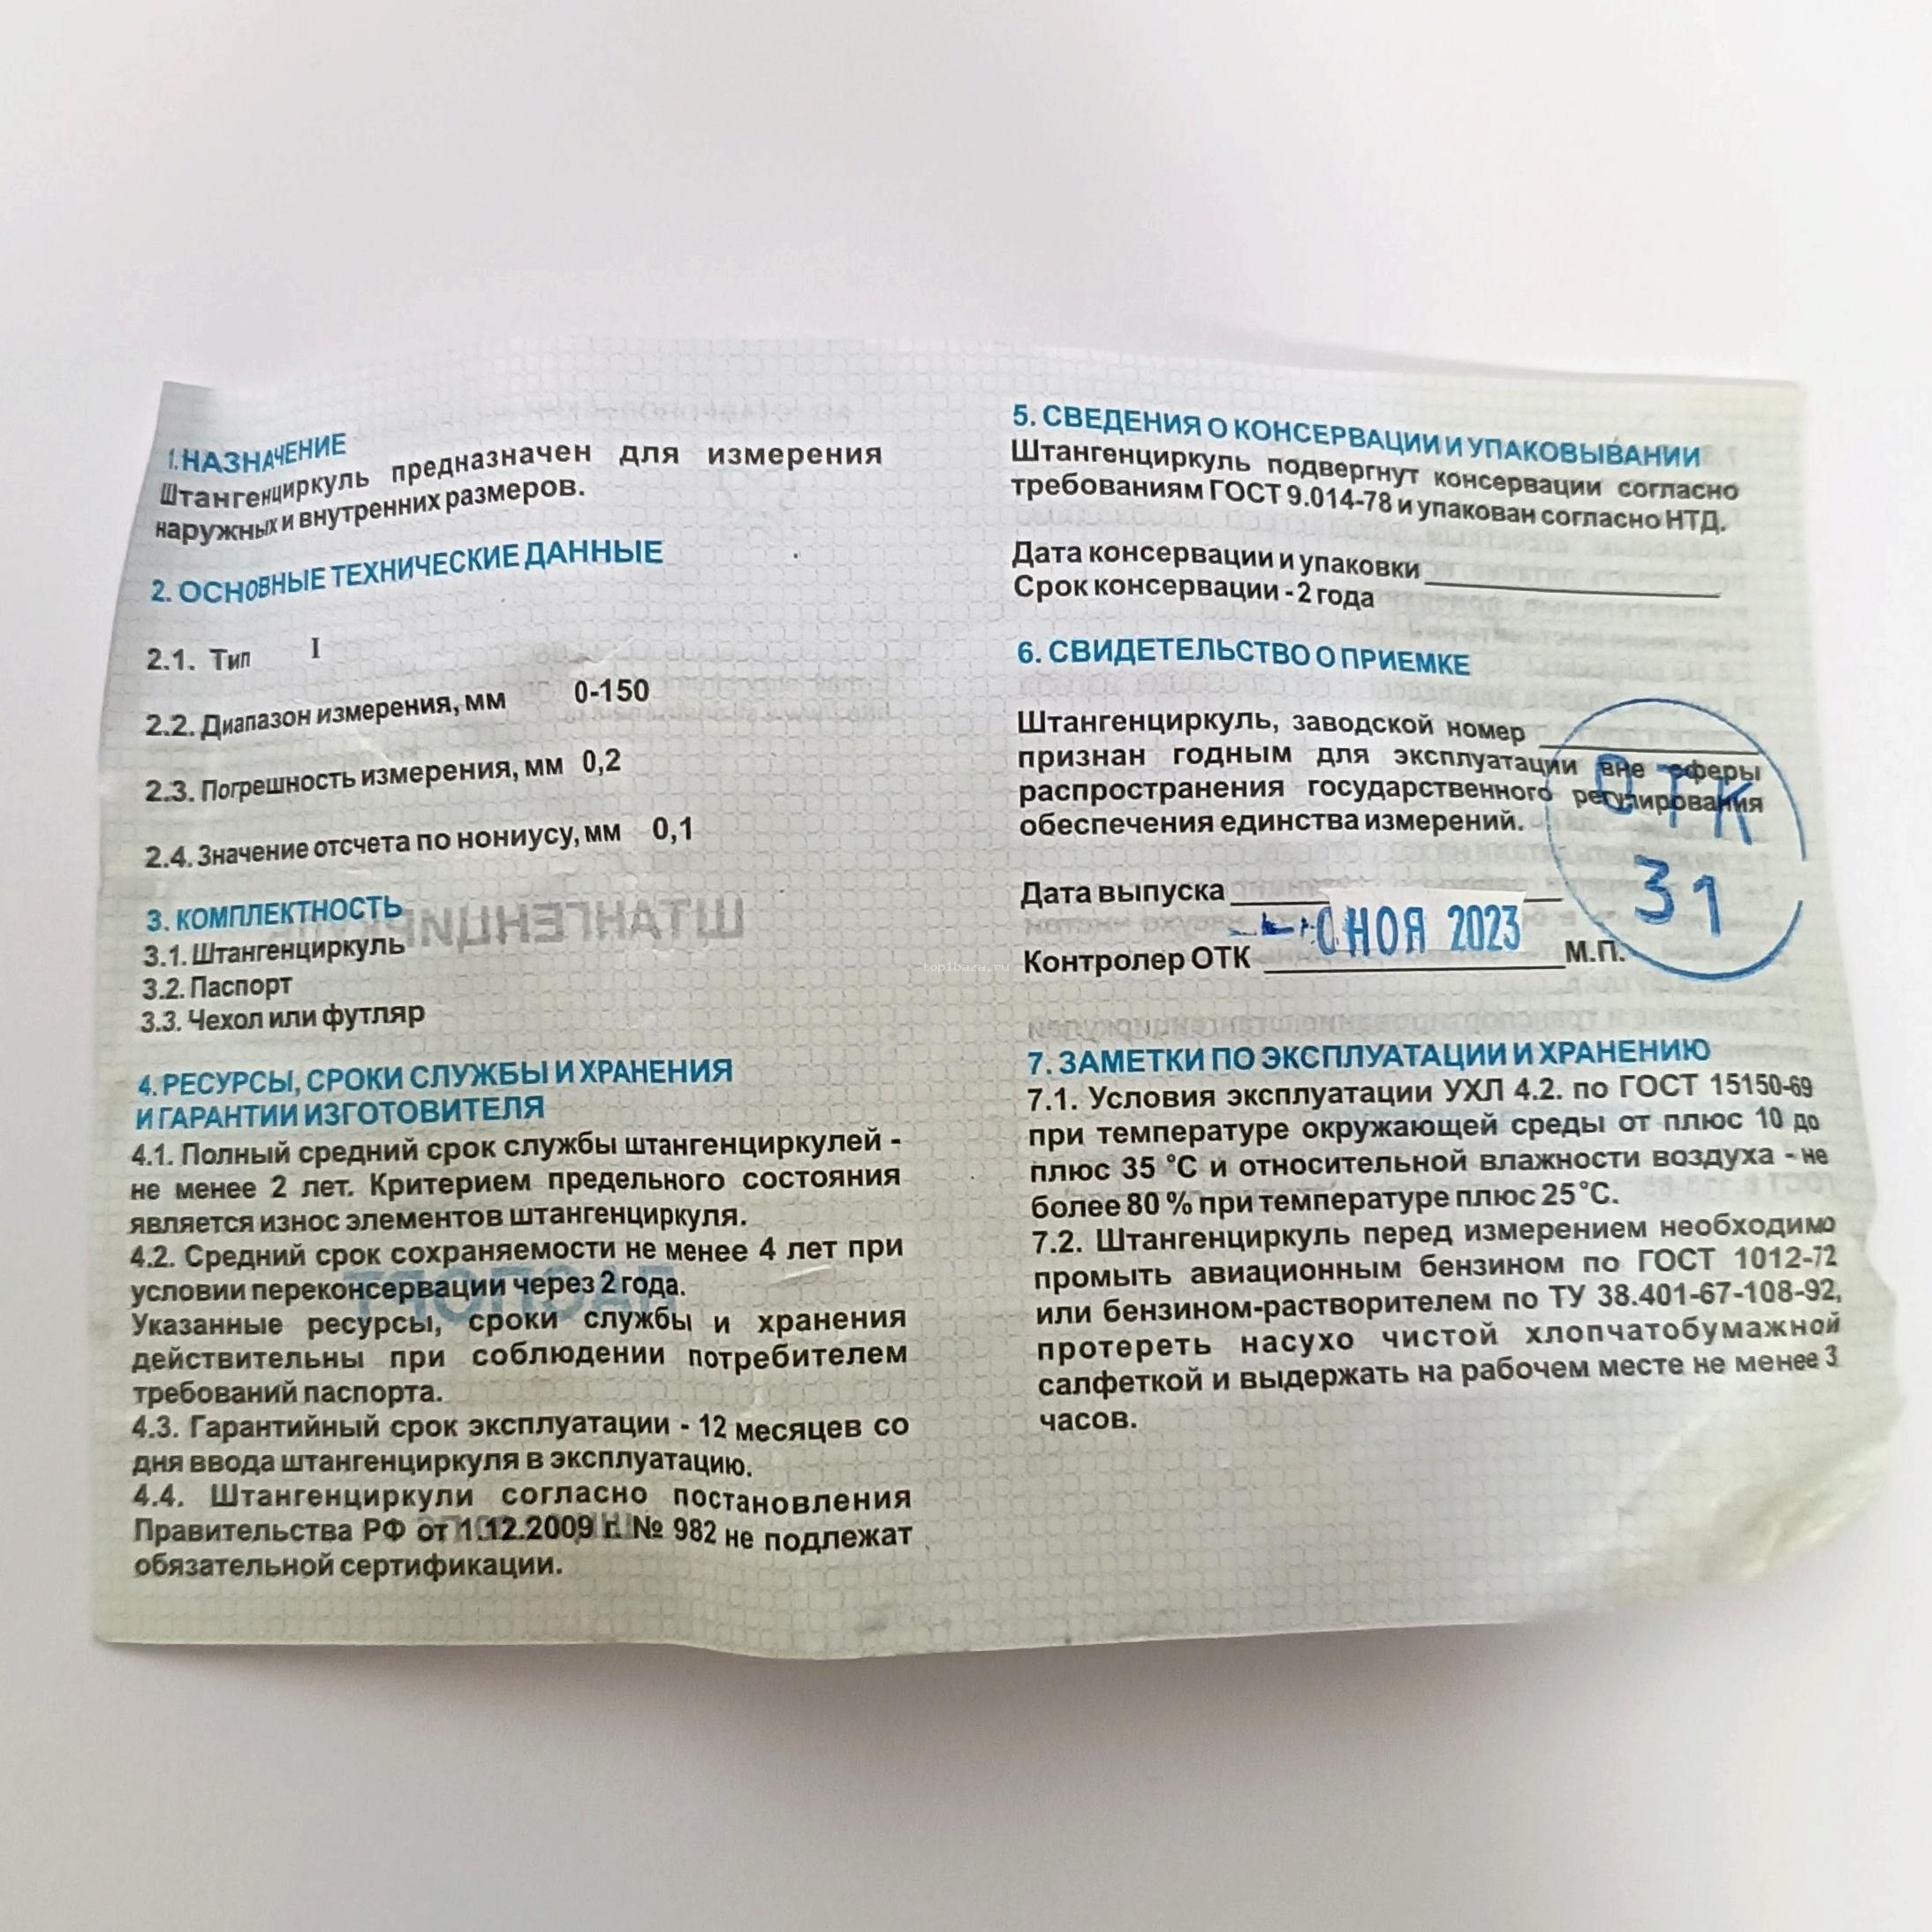 1. НАЗНАЧЕНИЕ
Штангенциркуль предназначен для измерения
наружных и внутренних размеров.
2. ОСНОВНЫЕ ТЕХНИЧЕСКИЕ ДАННЫЕ
2.1. Тип I
2.2. Диапазон измерения, мм 0-150
2.3. Погрешность измерения, мм 0,2
2.4. Значение отсчета по нониусу, мм 0,1
3. КОМПЛЕКТНОСТЬ
3.1. Штангенциркуль
3.2. Паспорт
3.3. Чехол или футляр
4. РЕСУРСЫ, СРОКИ СЛУЖБЫ И ХРАНЕНИЯ
И ГАРАНТИИ ИЗГОТОВИТЕЛЯ
4.1. Полный средний срок службы штангенциркулей -
не менее 2 лет. Критерием предельного состояния
является износ элементов штангенциркуля.
4.2. Средний срок сохраняемости не менее 4 лет при
условии переконсервации через 2 года.
Указанные ресурсы, сроки службы и хранения
действительны при соблюдении потребителем
требований паспорта.
4.3. Гарантийный срок эксплуатации - 12 месяцев со
дня ввода штангенциркуля в эксплуатацию.
4.4. Штангенциркули согласно постановления
Правительства РФ от 1.12.2009 г. № 982 не подлежат
обязательной сертификации.
5. СВЕДЕНИЯ О КОНСЕРВАЦИИ И УПАКОВЫВАНИИ
Штангенциркуль подвергнут консервации согласно
требованиям ГОСТ 9.014-78 и упакован согласно НТД.
Дата консервации и упаковки
Срок консервации - 2 года
6. СВИДЕТЕЛЬСТВО О ПРИЕМКЕ
Штангенциркуль, заводской номер
признан годным для эксплуатации вне сферы
распространения государственного регулирования
обеспечения единства измерений.
ОТК
31
Дата выпуска
НОЯ 2023
Контролер ОТК М.П.
7. ЗАМЕТКИ ПО ЭКСПЛУАТАЦИИ И ХРАНЕНИЮ
7.1. Условия эксплуатации УХЛ 4.2. по ГОСТ 15150-69
при температуре окружающей среды от плюс 10 до
плюс 35 °С и относительной влажности воздуха - не
более 80 % при температуре плюс 25°С.
7.2. Штангенциркуль перед измерением необходимо
промыть авиационным бензином по ГОСТ 1012-72
или бензином-растворителем по ТУ 38.401-67-108-92,
протереть насухо чистой хлопчатобумажной
салфеткой и выдержать на рабочем месте не менее 3
часов.
top1baza.ru